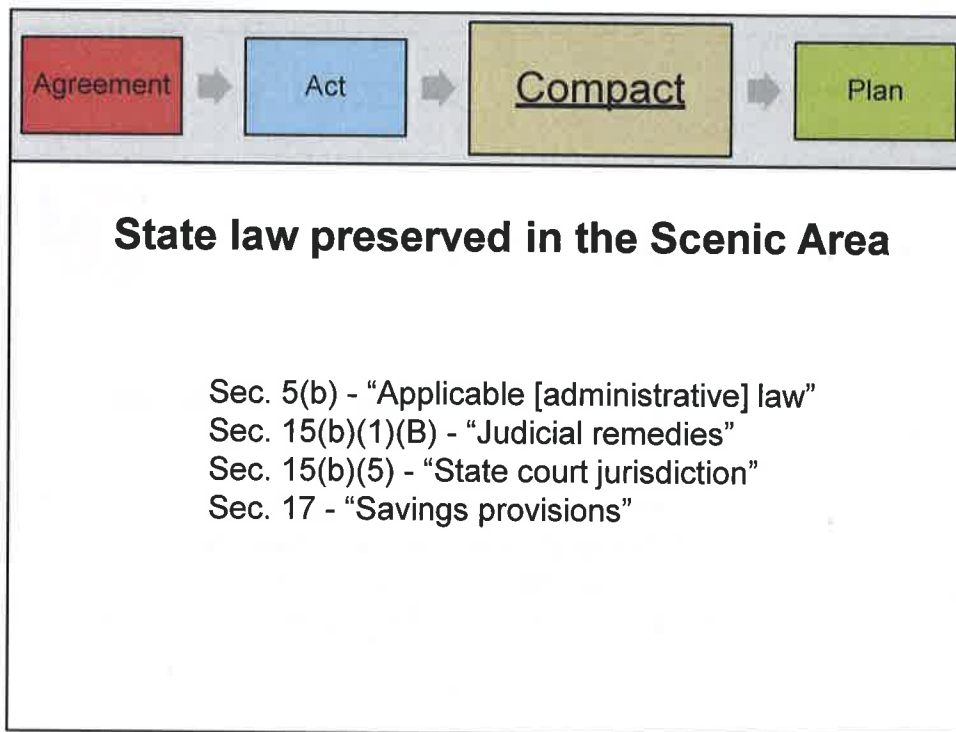 Agreement Act Compact Plan
State law preserved in the Scenic Area
Sec. 5(b) - “Applicable [administrative] law”
Sec. 15(b)(1)(B) - “Judicial remedies”
Sec. 15(b)(5) - “State court jurisdiction”
Sec. 17 - “Savings provisions”